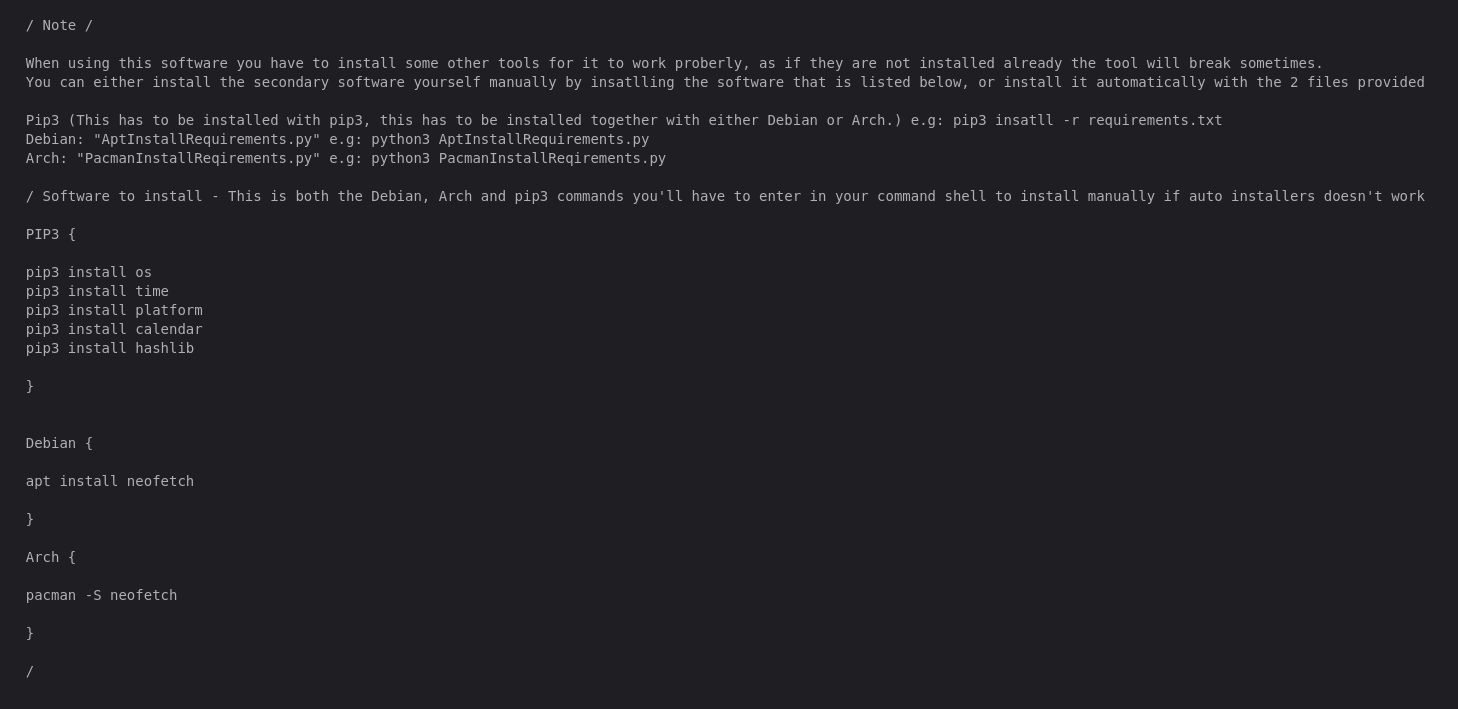 / Note /
When using this software you have to install some other tools for it to work proberly, as if they are not installed already the tool will break sometimes.
You can either install the secondary software yourself manually by insatlling the software that is listed below, or install it automatically with the 2 files provided
Pip3 (This has to be installed with pip3, this has to be installed together with either Debian or Arch.) e.g: pip3 insatll -r requirements.txt
Debian: "AptInstallRequirements.py" e.g: python3 AptInstallRequirements.py
Arch: "PacmanInstallReqirements.py" e.g: python3 PacmanInstallReqirements.py
/ Software to install - This is both the Debian, Arch and pip3 commands you'll have to enter in your command shell to install manually if auto installers doesn't work
PIP3 {
pip3 install os
pip3 install time
pip3 install platform
pip3 install calendar
pip3 install hashlib
}
Debian {
apt install neofetch
}
Arch {
pacman -S neofetch
}
/